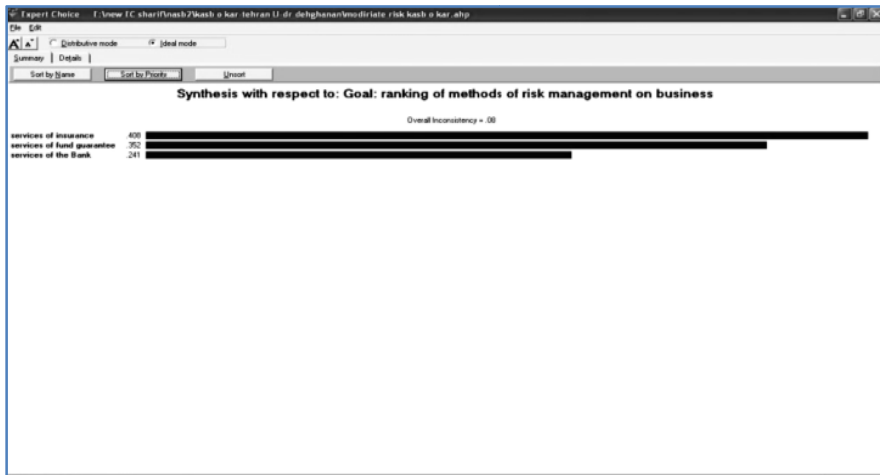 Expert Choice E:\new TC sharif\nasb2\kasb o kar tehran U dr dehghanan\modiriate risk kasb o kar.ahp
File Edit
A A Distributive mode Ideal mode
Summary Details
Sort by Name Sort by Priority Unsort
Synthesis with respect to: Goal: ranking of methods of risk management on business
Overall Inconsistency = .08
services of insurance .408
services of fund guarantee .352
services of the Bank .241